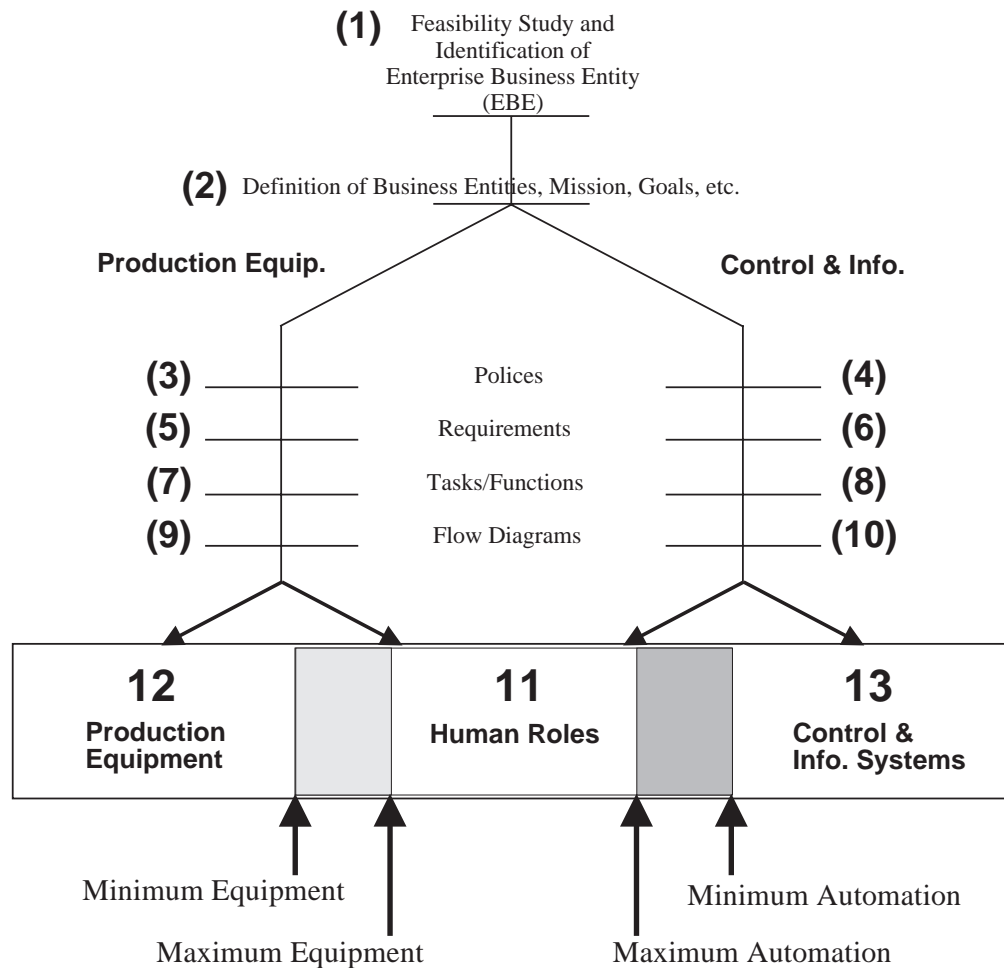 (1) Feasibility Study and
Identification of
Enterprise Business Entity
(EBE)
(2) Definition of Business Entities, Mission, Goals, etc.
Production Equip.
Control & Info.
(3) Polices (4)
(5) Requirements (6)
(7) Tasks/Functions (8)
(9) Flow Diagrams (10)
12
Production
Equipment
11
Human Roles
13
Control &
Info. Systems
Minimum Equipment
Minimum Automation
Maximum Equipment
Maximum Automation